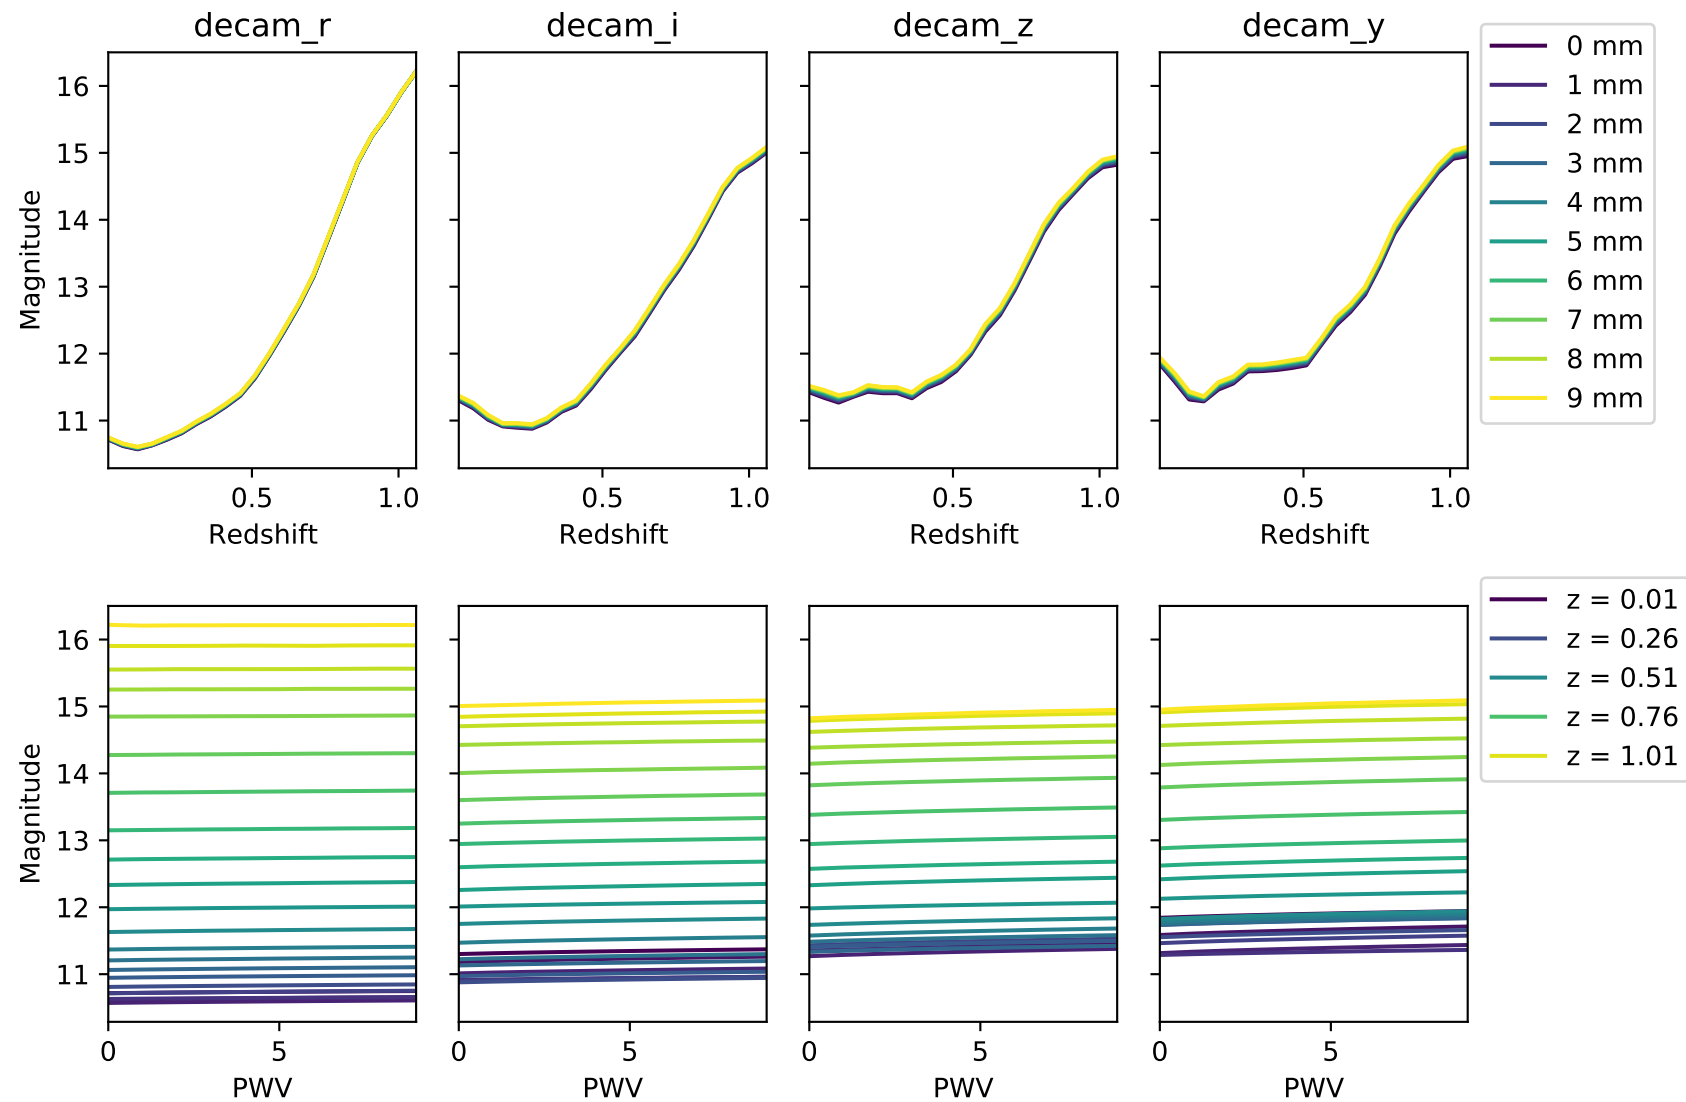 decam_r
decam_i
decam_z
decam_y
Magnitude
16
15
14
13
12
11
0.5 1.0
0.5 1.0
0.5 1.0
0.5 1.0
Redshift
Redshift
Redshift
Redshift
0 mm
1 mm
2 mm
3 mm
4 mm
5 mm
6 mm
7 mm
8 mm
9 mm
Magnitude
16
15
14
13
12
11
0 5
0 5
0 5
0 5
PWV
PWV
PWV
PWV
z = 0.01
z = 0.26
z = 0.51
z = 0.76
z = 1.01